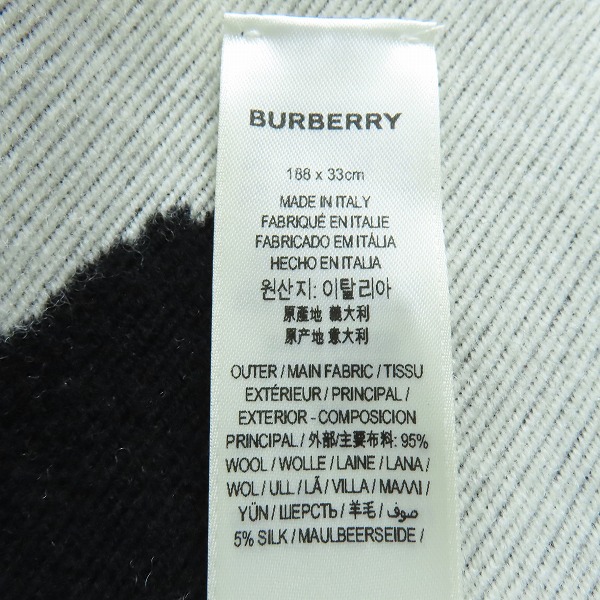 BURBERRY
188 x 33cm
MADE IN ITALY
FABRIQUÉ EN ITALIE
FABRICADO EM ITÁLIA
HECHO EN ITALIA
원산지: 이탈리아
原產地 義大利
原产地 意大利
OUTER / MAIN FABRIC / TISSU
EXTÉRIEUR / PRINCIPAL /
EXTERIOR - COMPOSICIÓN
PRINCIPAL / 外部/主要布料: 95%
WOOL / WOLLE / LAINE / LANA /
WOL / ULL / LÃ / VILLA / ΜΑΛΛΙ /
YÜN / ШЕРСТЬ / 羊毛 / صوف /
5% SILK / MAULBEERSEIDE /